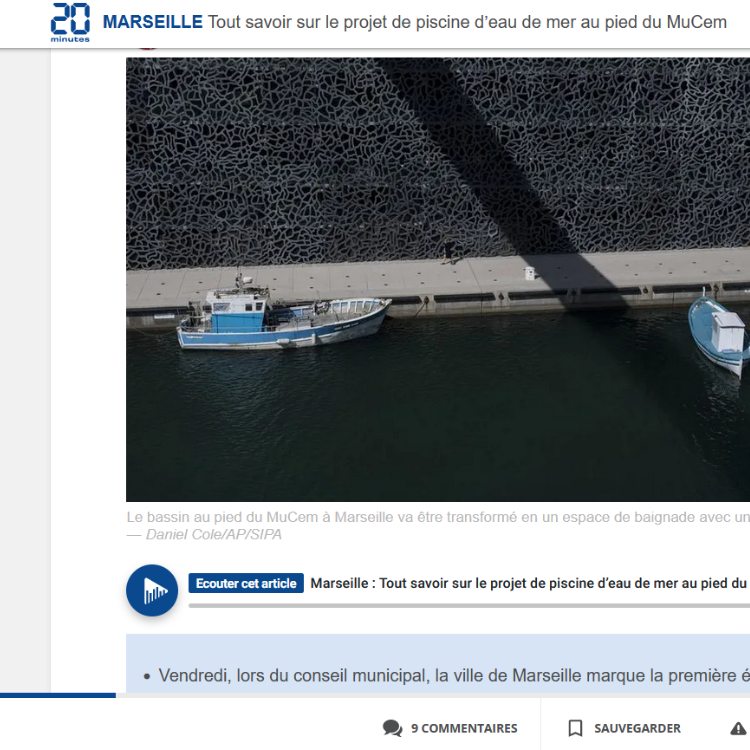 20
minutes
MARSEILLE Tout savoir sur le projet de piscine d'eau de mer au pied du MuCem
Le bassin au pied du MuCem à Marseille va être transformé en un espace de baignade avec un
— Daniel Cole/AP/SIPA
Ecouter cet article Marseille : Tout savoir sur le projet de piscine d'eau de mer au pied du
• Vendredi, lors du conseil municipal, la ville de Marseille marque la première é
9 COMMENTAIRES SAUVEGARDER